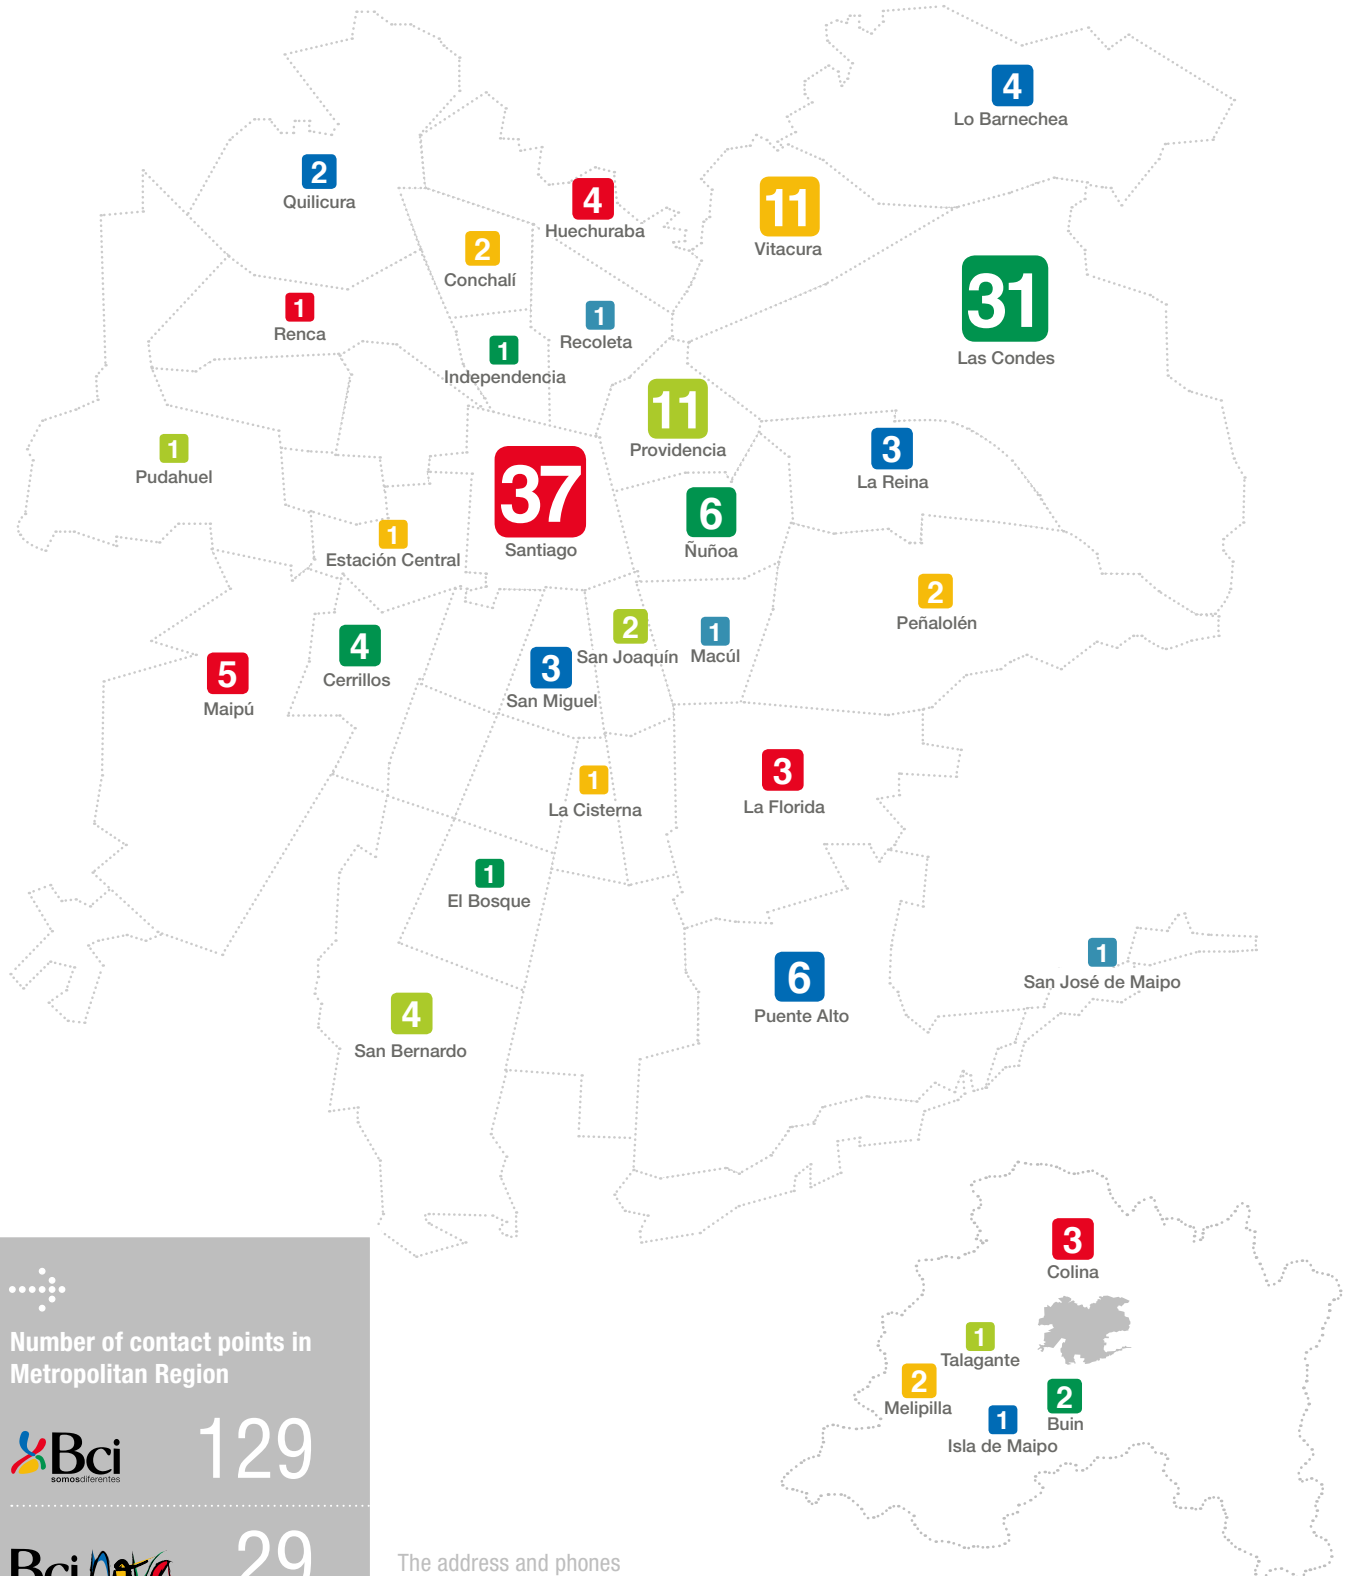 4
Lo Barnechea
2
Quilicura
4
Huechuraba
11
Vitacura
2
Conchalí
31
Las Condes
1
Renca
1
Recoleta
1
Independencia
11
Providencia
1
Pudahuel
3
La Reina
37
Santiago
6
Ñuñoa
1
Estación Central
2
Peñalolén
5
Maipú
4
Cerrillos
3
San Miguel
2
San Joaquín
1
Macúl
1
La Cisterna
3
La Florida
1
El Bosque
6
Puente Alto
1
San José de Maipo
4
San Bernardo
3
Colina
1
Talagante
2
Melipilla
1
Isla de Maipo
2
Buin
Number of contact points in
Metropolitan Region
Bci 129
somosdiferentes
Bci nova 29
The address and phones